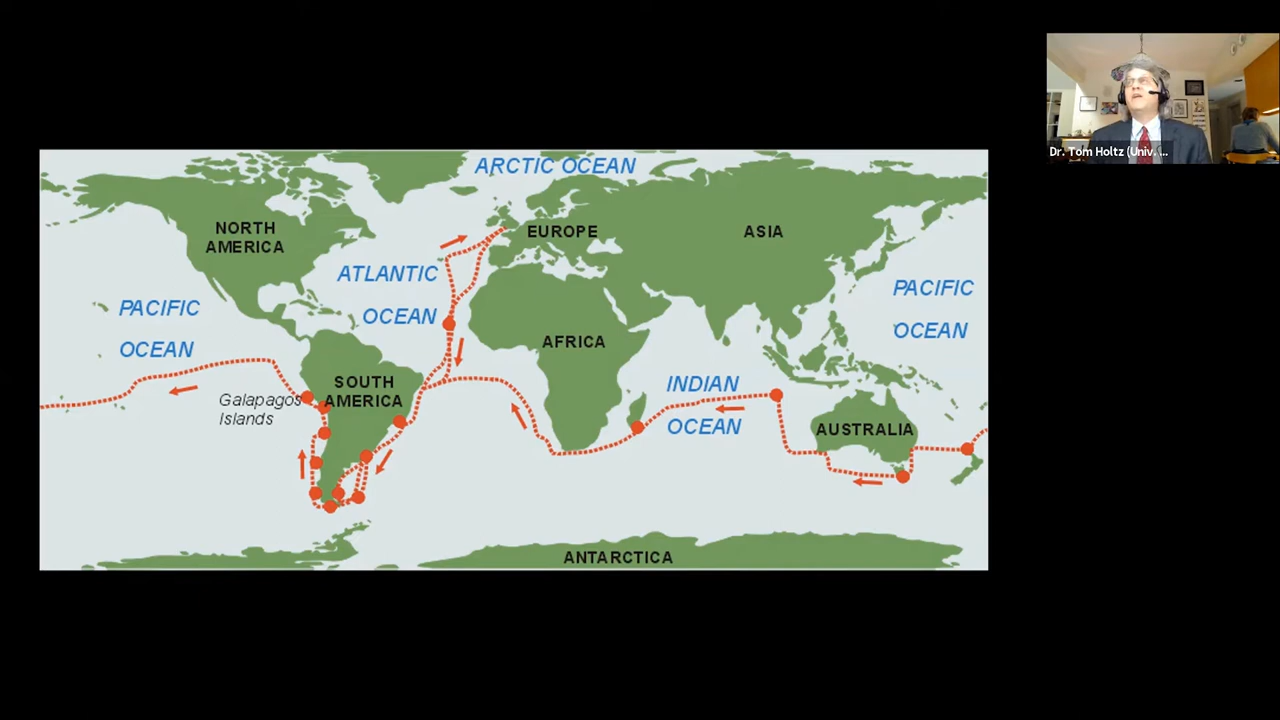 ARCTIC OCEAN
NORTH
AMERICA
EUROPE
ASIA
ATLANTIC
OCEAN
PACIFIC
OCEAN
PACIFIC
OCEAN
AFRICA
SOUTH
AMERICA
Galapagos
Islands
INDIAN
OCEAN
AUSTRALIA
ANTARCTICA
Dr. Tom Holtz (Univ. ...